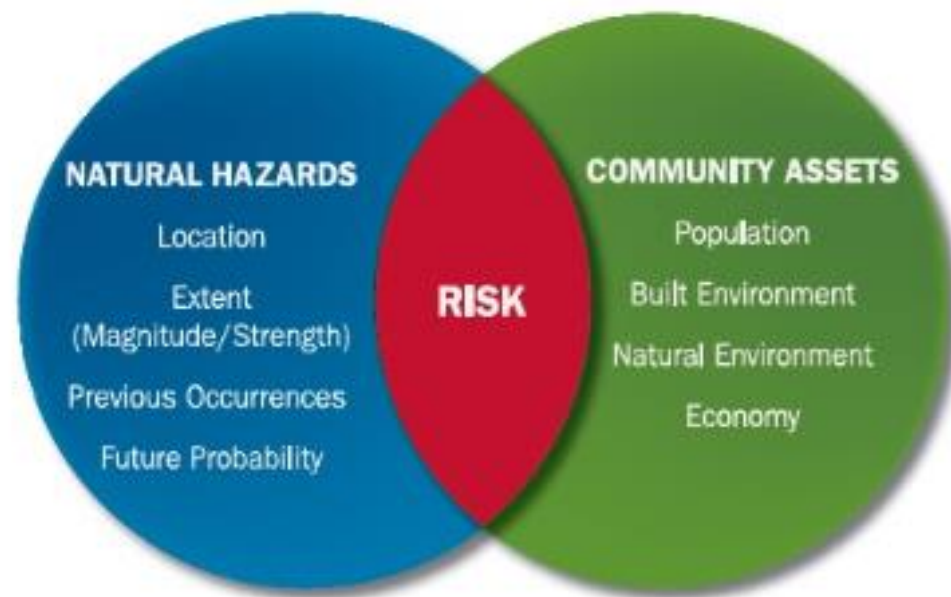 NATURAL HAZARDS
Location
Extent
(Magnitude/Strength)
Previous Occurrences
Future Probability
RISK
COMMUNITY ASSETS
Population
Built Environment
Natural Environment
Economy